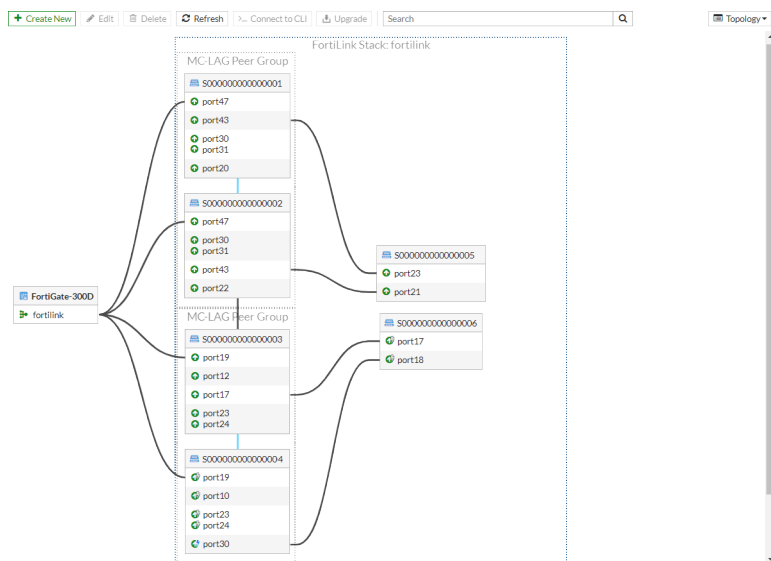 Create New Edit Delete Refresh >_ Connect to CLI Upgrade Search Topology
FortiLink Stack: fortilink
MC-LAG Peer Group
S000000000000001
port47
port43
port30
port31
port20
S000000000000002
port47
port30
port31
port43
port22
S000000000000005
port23
port21
FortiGate-300D
fortilink
MC-LAG Peer Group
S000000000000003
port19
port12
port17
port23
port24
S000000000000006
port17
port18
S000000000000004
port19
port10
port23
port24
port30